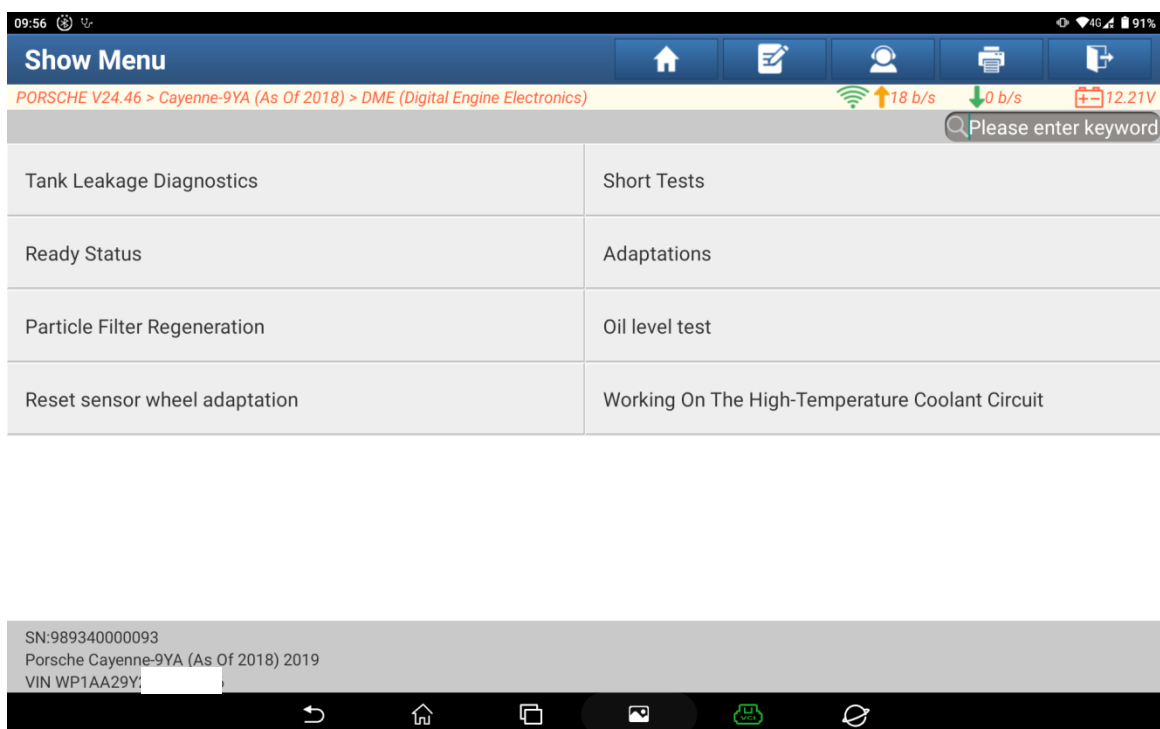 09:56 4G 91%
Show Menu
PORSCHE V24.46 > Cayenne-9YA (As Of 2018) > DME (Digital Engine Electronics) 18 b/s 0 b/s 12.21V
Please enter keyword
Tank Leakage Diagnostics Short Tests
Ready Status Adaptations
Particle Filter Regeneration Oil level test
Reset sensor wheel adaptation Working On The High-Temperature Coolant Circuit
SN:989340000093
Porsche Cayenne-9YA (As Of 2018) 2019
VIN WP1AA29Y
VCI